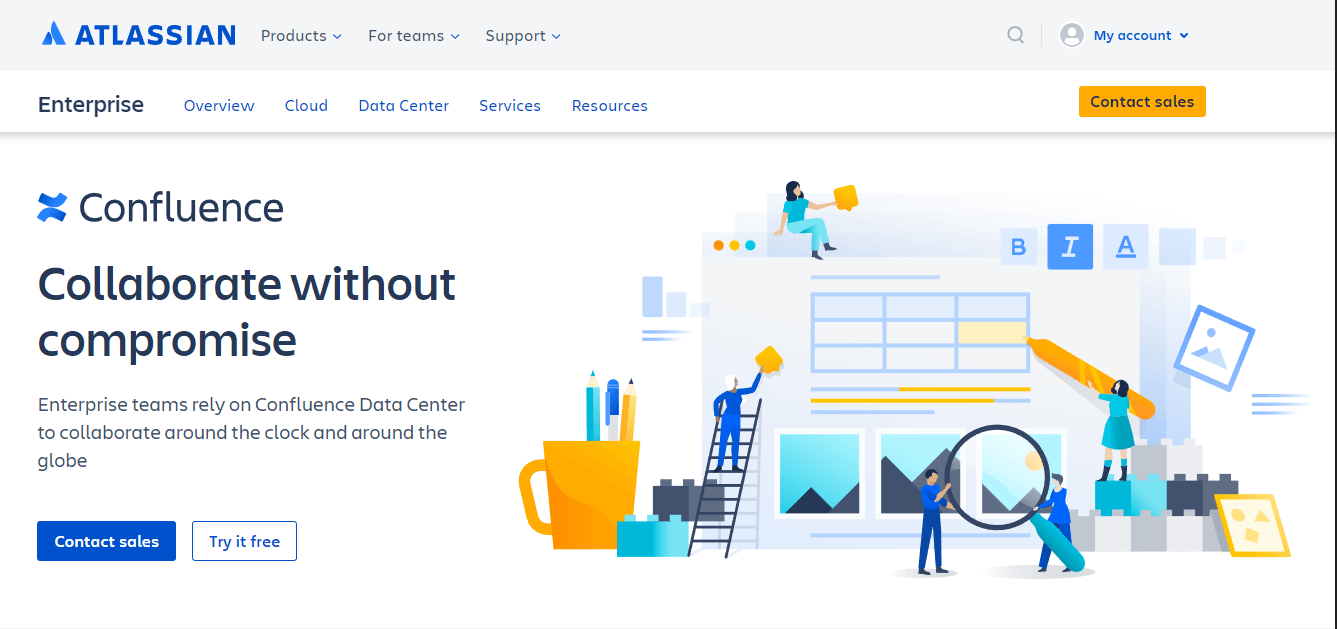 ATLASSIAN Products For teams Support My account
Enterprise Overview Cloud Data Center Services Resources Contact sales
Confluence
Collaborate without
compromise
Enterprise teams rely on Confluence Data Center
to collaborate around the clock and around the
globe
Contact sales Try it free
B I A